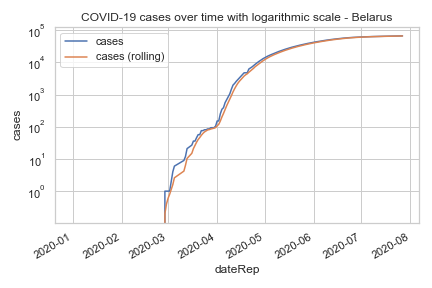 COVID-19 cases over time with logarithmic scale - Belarus
cases
cases (rolling)
10^5
10^4
10^3
10^2
10^1
10^0
cases
2020-01
2020-02
2020-03
2020-04
2020-05
2020-06
2020-07
2020-08
dateRep